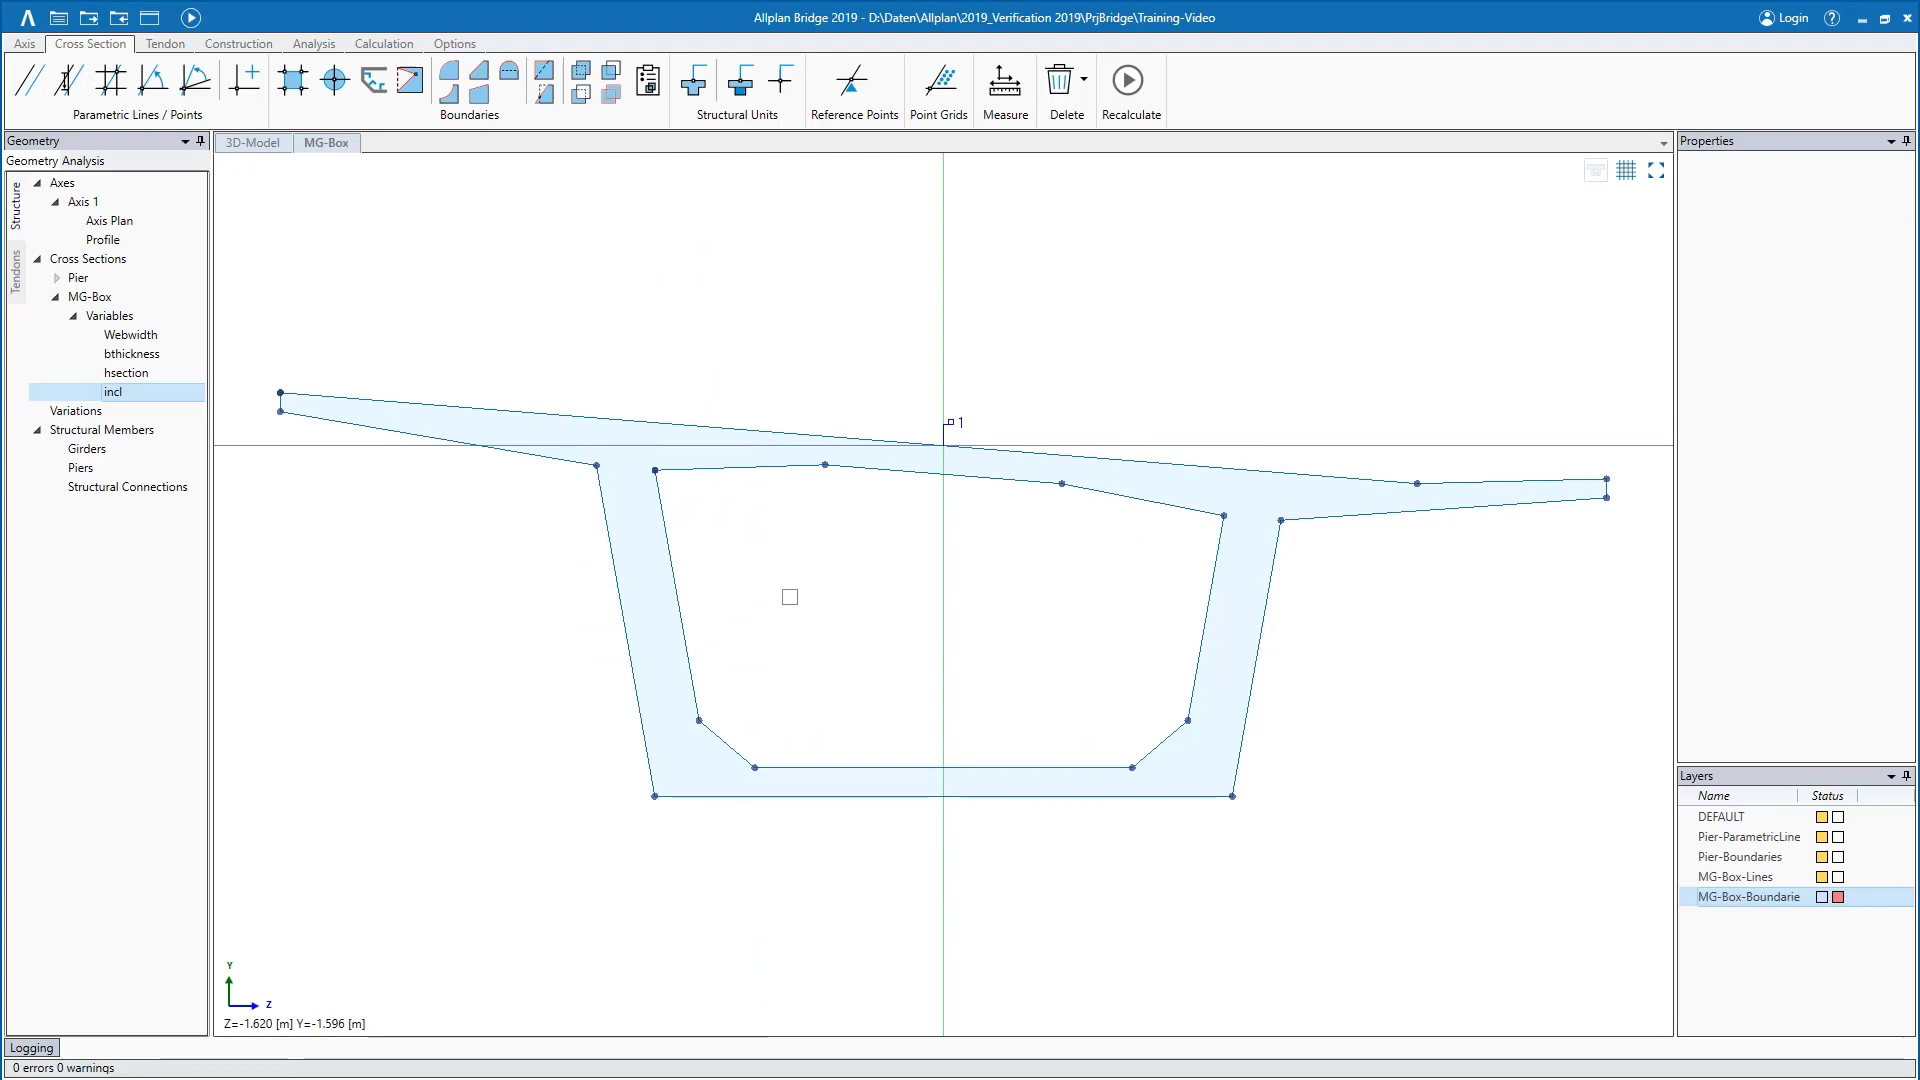 Allplan Bridge 2019 - D:\Daten\Allplan\2019_Verification 2019\PrjBridge\Training-Video
Login
Axis Cross Section Tendon Construction Analysis Calculation Options
Parametric Lines / Points
Boundaries
Structural Units
Reference Points
Point Grids
Measure
Delete
Recalculate
Geometry
Geometry Analysis
Structure
Tendons
Axes
Axis 1
Axis Plan
Profile
Cross Sections
Pier
MG-Box
Variables
Webwidth
bthickness
hsection
incl
Variations
Structural Members
Girders
Piers
Structural Connections
3D-Model MG-Box
1
Y
Z
Z=-1.620 [m] Y=-1.596 [m]
Properties
Layers
Name Status
DEFAULT
Pier-ParametricLine
Pier-Boundaries
MG-Box-Lines
MG-Box-Boundarie
Logging
0 errors 0 warnings